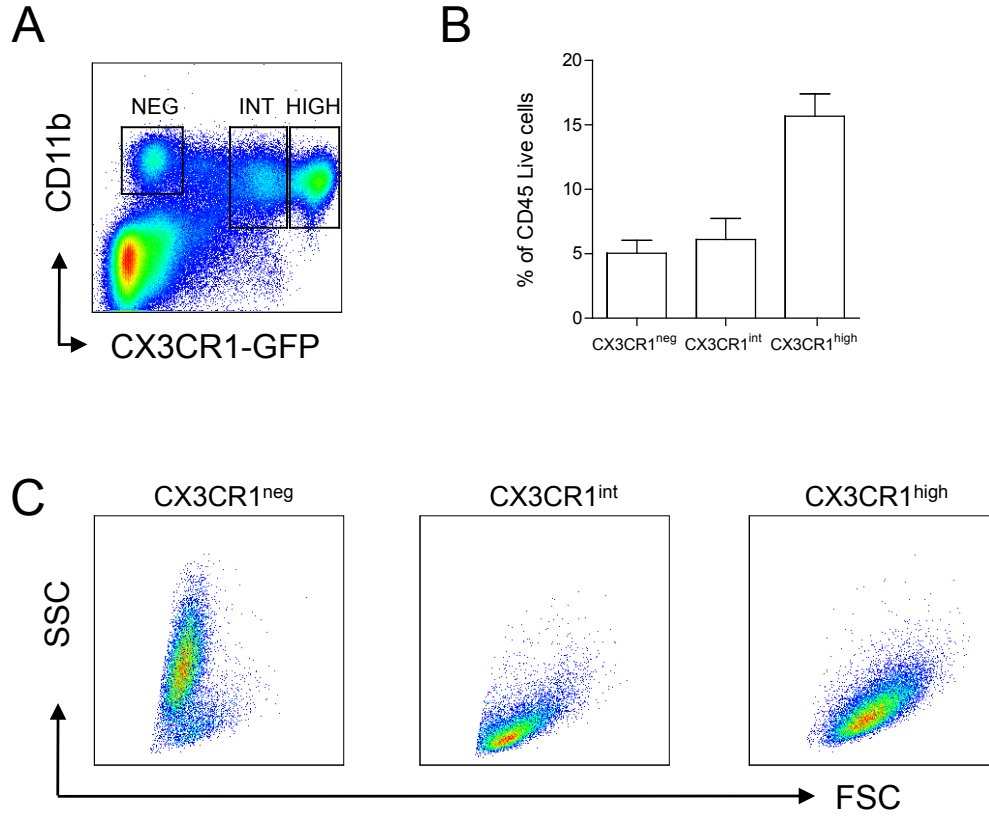 A
NEG INT HIGH
CD11b
CX3CR1-GFP
B
20
15
10
5
0
% of CD45 Live cells
CX3CR1neg CX3CR1int CX3CR1high
C
CX3CR1neg CX3CR1int CX3CR1high
SSC
FSC